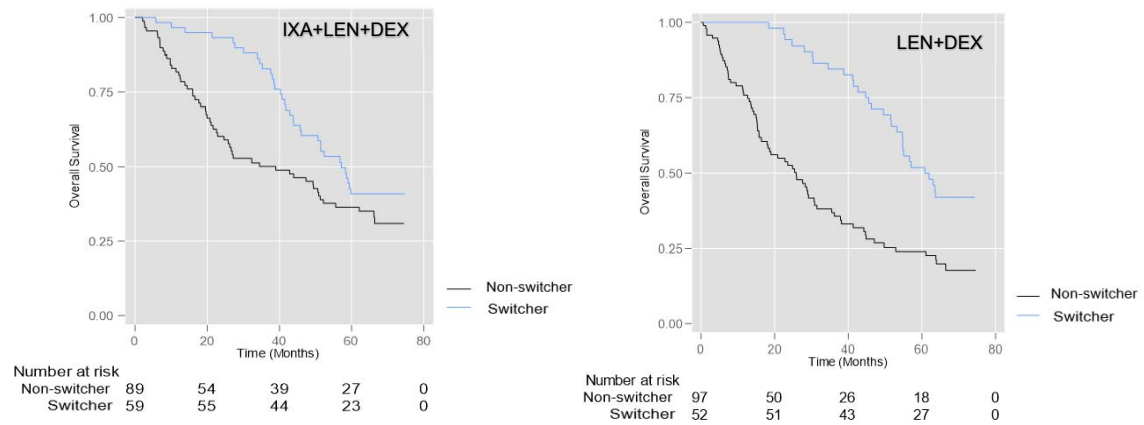 IXA+LEN+DEX
1.00
0.75
0.50
0.25
0.00
Overall Survival
0 20 40 60 80
Time (Months)
Non-switcher
Switcher
Number at risk
Non-switcher 89 54 39 27 0
Switcher 59 55 44 23 0
LEN+DEX
1.00
0.75
0.50
0.25
0.00
Overall Survival
0 20 40 60 80
Time (Months)
Non-switcher
Switcher
Number at risk
Non-switcher 97 50 26 18 0
Switcher 52 51 43 27 0